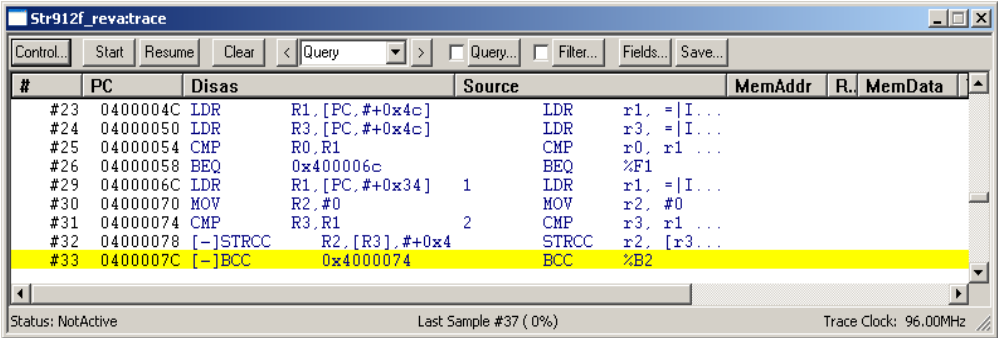 Str912f_reva:trace
Control... Start Resume Clear < Query > Query... Filter... Fields... Save...
# PC Disas Source MemAddr R.. MemData
#23 0400004C LDR R1,[PC,#+0x4c] LDR r1, =|I...
#24 04000050 LDR R3,[PC,#+0x4c] LDR r3, =|I...
#25 04000054 CMP R0,R1 CMP r0, r1 ...
#26 04000058 BEQ 0x400006c BEQ %F1
#29 0400006C LDR R1,[PC,#+0x34] 1 LDR r1, =|I...
#30 04000070 MOV R2,#0 MOV r2, #0
#31 04000074 CMP R3,R1 2 CMP r3, r1 ...
#32 04000078 [-]STRCC R2,[R3],#+0x4 STRCC r2, [r3...
#33 0400007C [-]BCC 0x4000074 BCC %B2
Status: NotActive Last Sample #37 ( 0%) Trace Clock: 96.00MHz